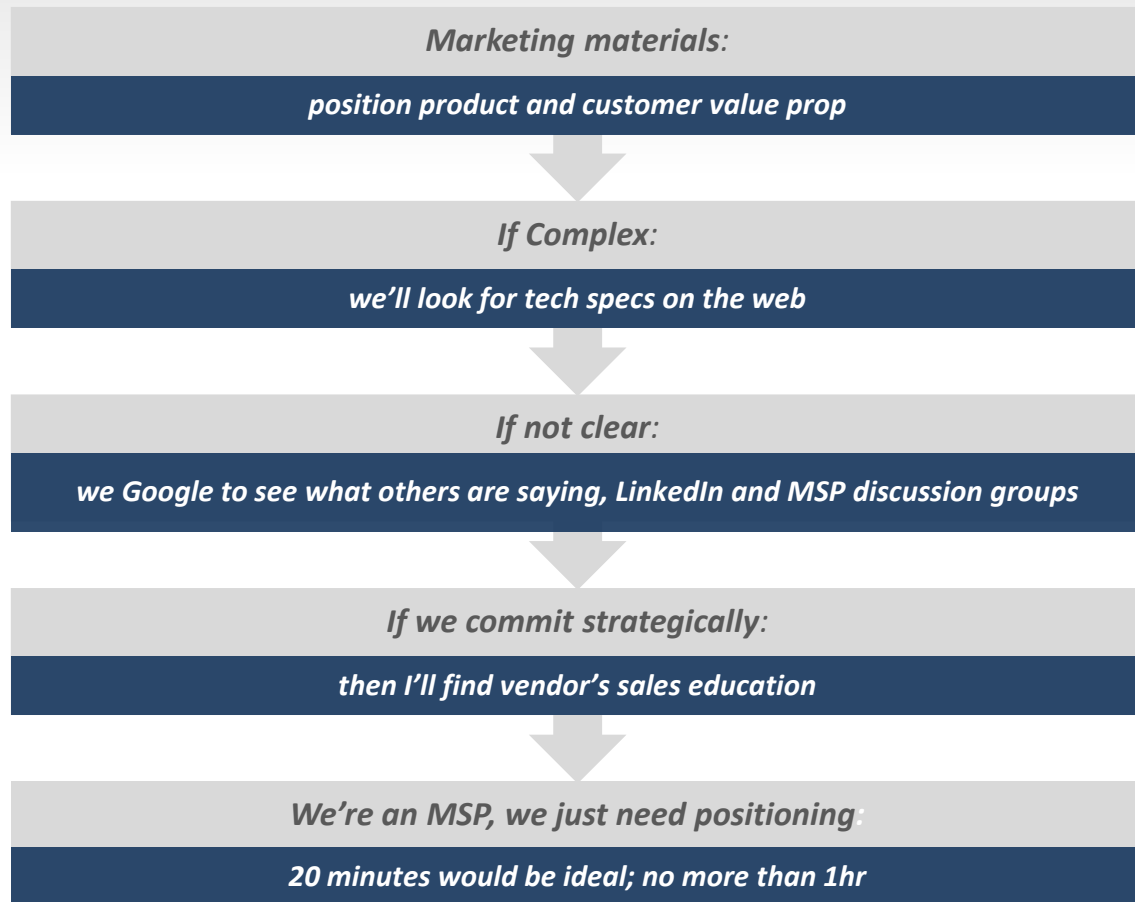 Marketing materials:
position product and customer value prop
If Complex:
we’ll look for tech specs on the web
If not clear:
we Google to see what others are saying, LinkedIn and MSP discussion groups
If we commit strategically:
then I’ll find vendor’s sales education
We’re an MSP, we just need positioning:
20 minutes would be ideal; no more than 1hr